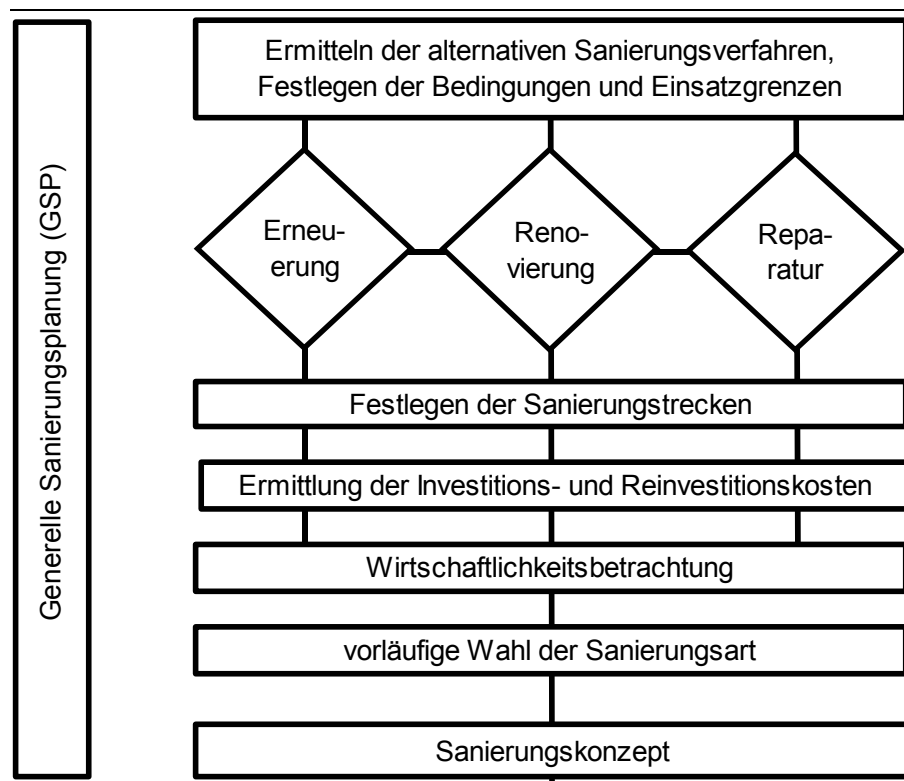 Generelle Sanierungsplanung (GSP)
Ermitteln der alternativen Sanierungsverfahren,
Festlegen der Bedingungen und Einsatzgrenzen
Erneu-
erung
Reno-
vierung
Repa-
ratur
Festlegen der Sanierungstrecken
Ermittlung der Investitions- und Reinvestitionskosten
Wirtschaftlichkeitsbetrachtung
vorläufige Wahl der Sanierungsart
Sanierungskonzept